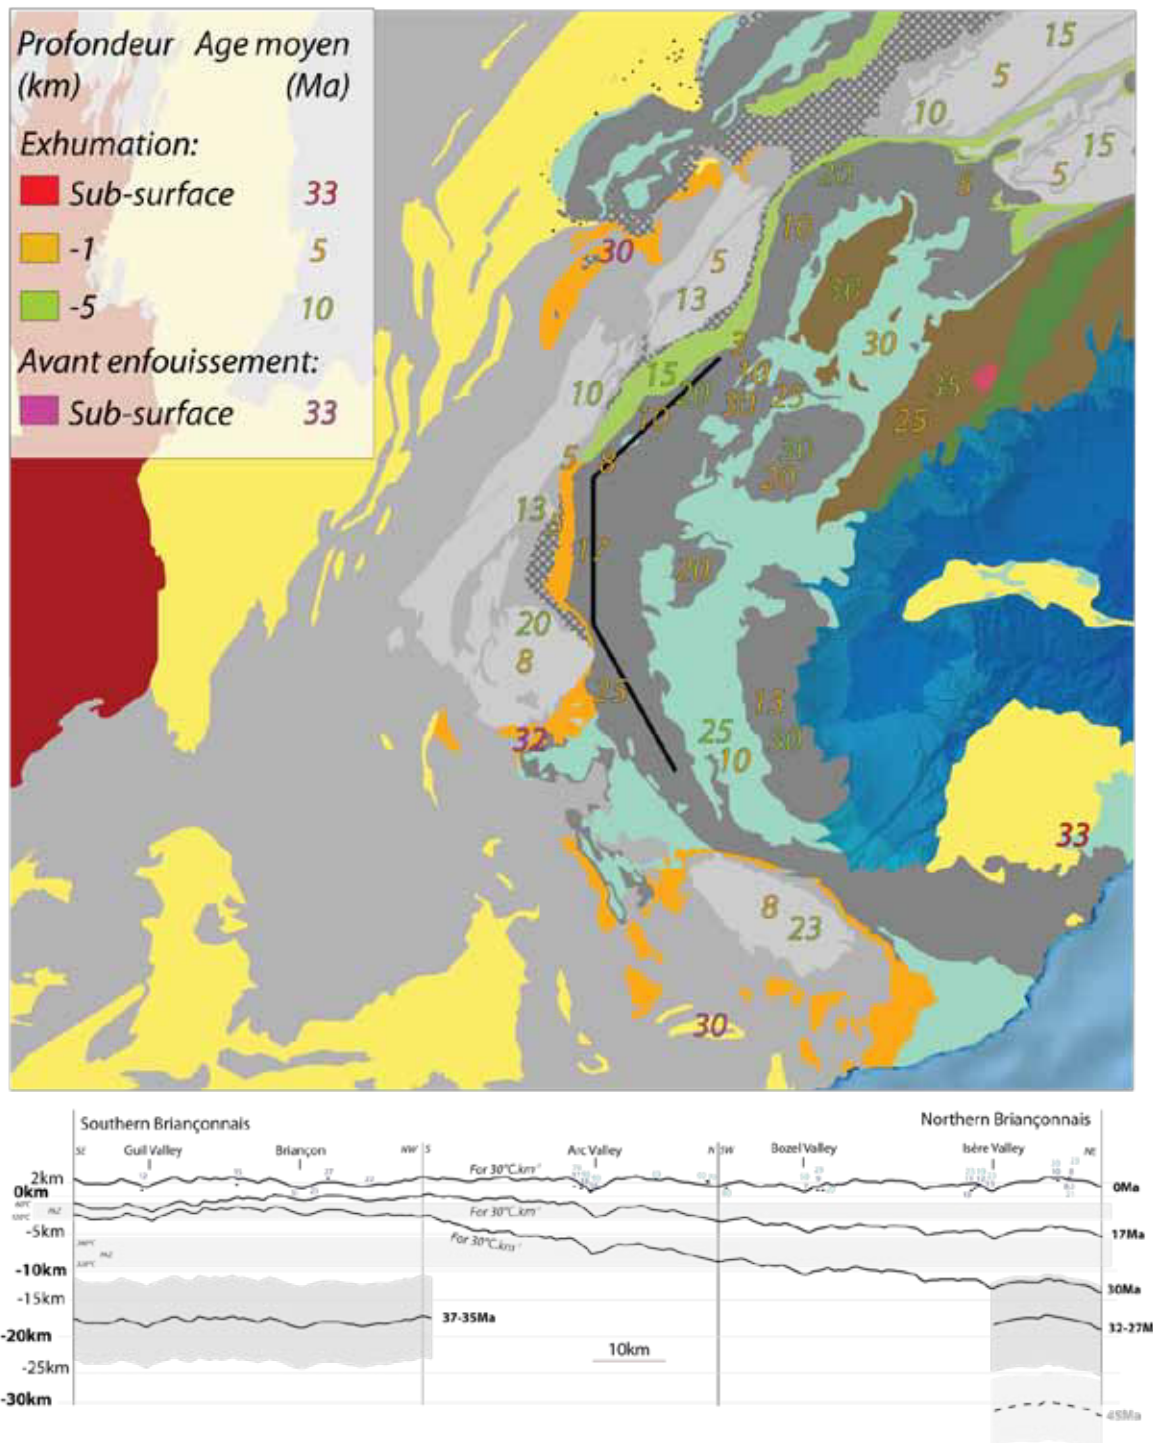 Profondeur Age moyen
(km) (Ma)
Exhumation:
Sub-surface 33
-1 5
-5 10
Avant enfouissement:
Sub-surface 33
15
5
10
15
5
20
5
10
30
5
13
30
30
15
20
10
10
30
25
35
25
5
8
30
20
13
17
20
20
8
25
32
25
10
15
30
33
8
23
30
Southern Briançonnais Northern Briançonnais
SE Guil Valley Briançon NW S Arc Valley N SW Bozel Valley Isère Valley NE
2km
For 30°C.km⁻¹
0km 0Ma
For 30°C.km⁻¹
-5km 17Ma
For 30°C.km⁻¹
-10km
30Ma
-15km
37-35Ma
32-27M
-20km
10km
-25km
-30km
45Ma